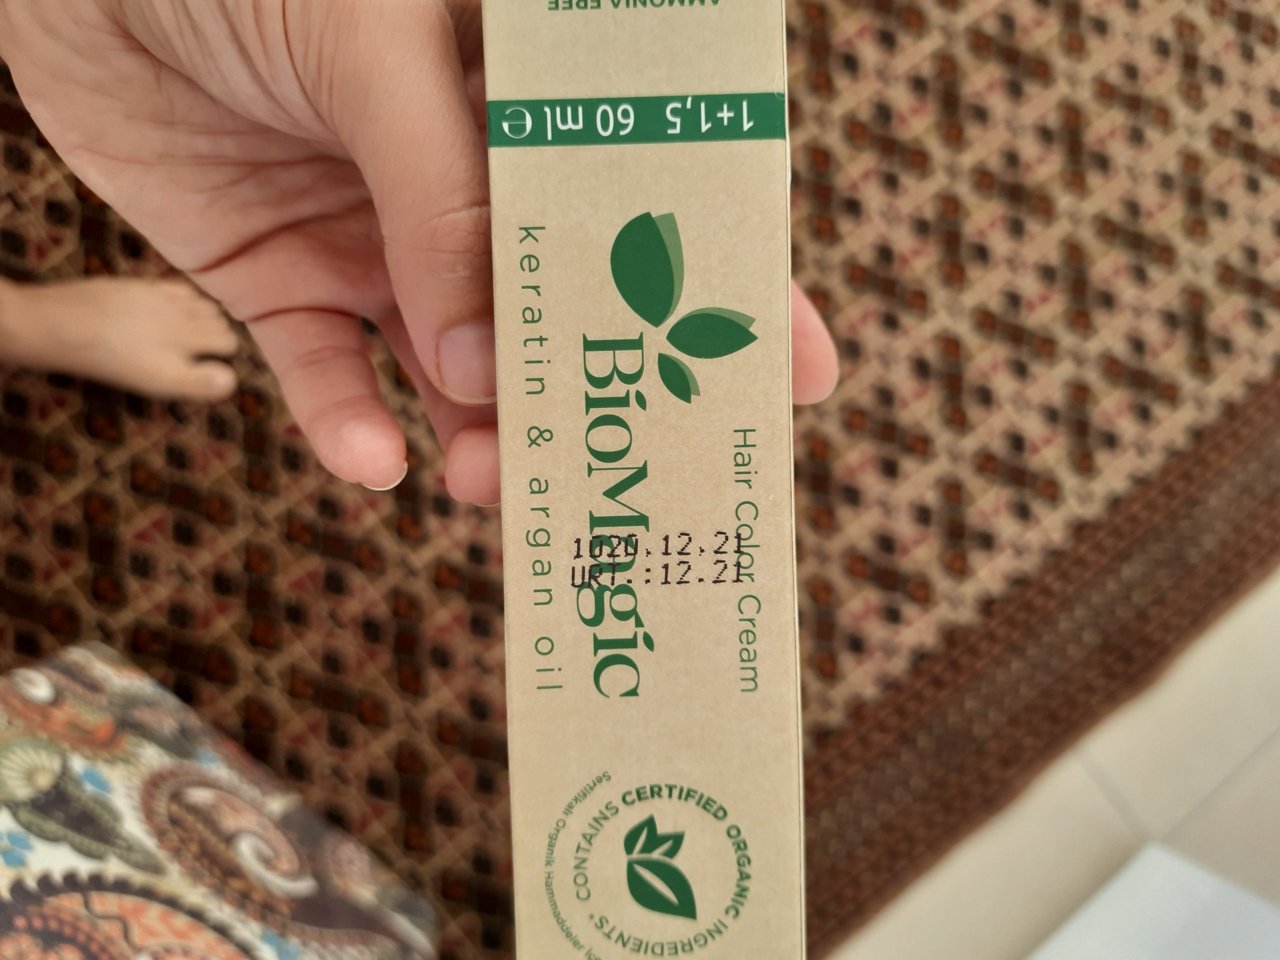 AMMONIA FREE
1+1,5 60 ml ℮
Hair Color Cream
BioMagic
keratin & argan oil
1020.12.21
URT.:12.21
CONTAINS CERTIFIED ORGANIC INGREDIENTS*
Sertifikalı Organik Hammaddeler